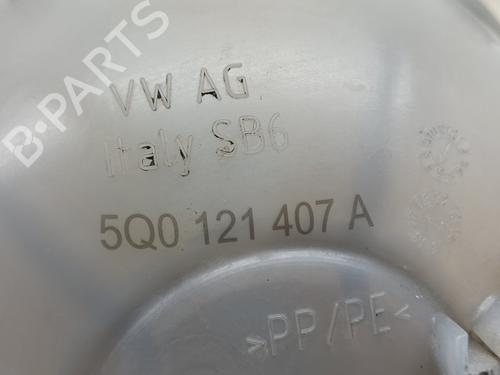 B-PARTS
VW AG
Italy SB6
5Q0 121 407 A
>PP/PE<